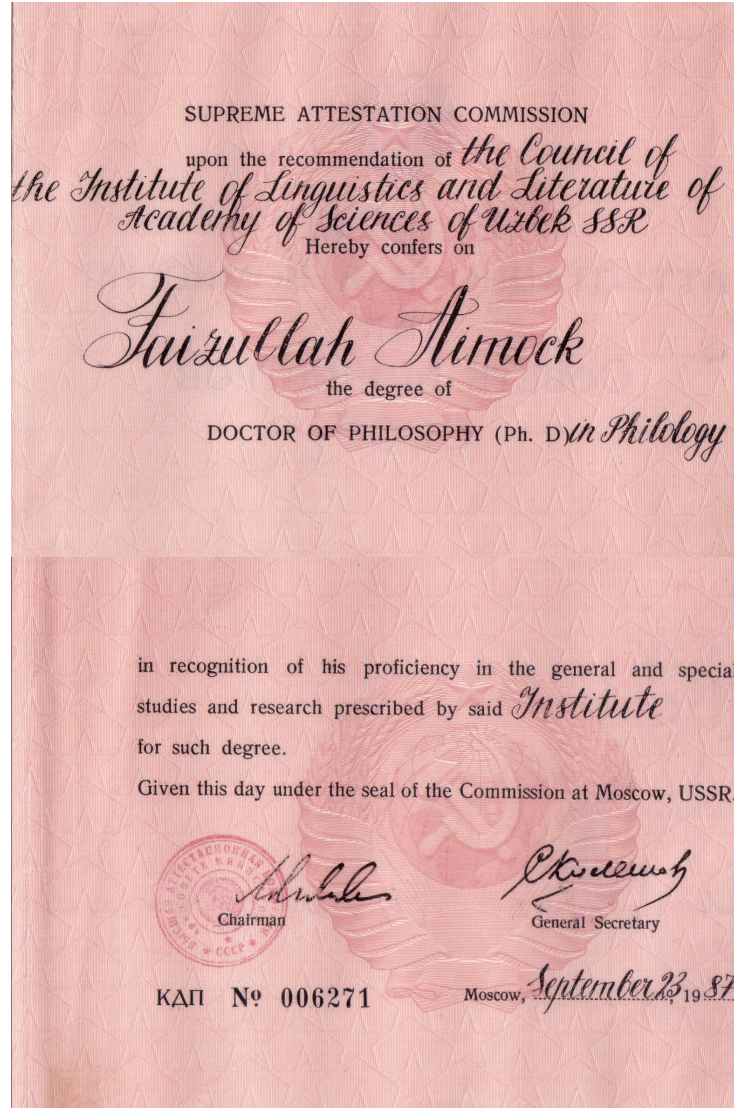 SUPREME ATTESTATION COMMISSION
upon the recommendation of the Council of
the Institute of Linguistics and Literature of
Academy of Sciences of Uzbek SSR
Hereby confers on
Faizullah Aimock
the degree of
DOCTOR OF PHILOSOPHY (Ph. D) in Philology
in recognition of his proficiency in the general and special
studies and research prescribed by said Institute
for such degree.
Given this day under the seal of the Commission at Moscow, USSR.
Chairman
General Secretary
СССР
КДП № 006271
Moscow, September 23, 1987